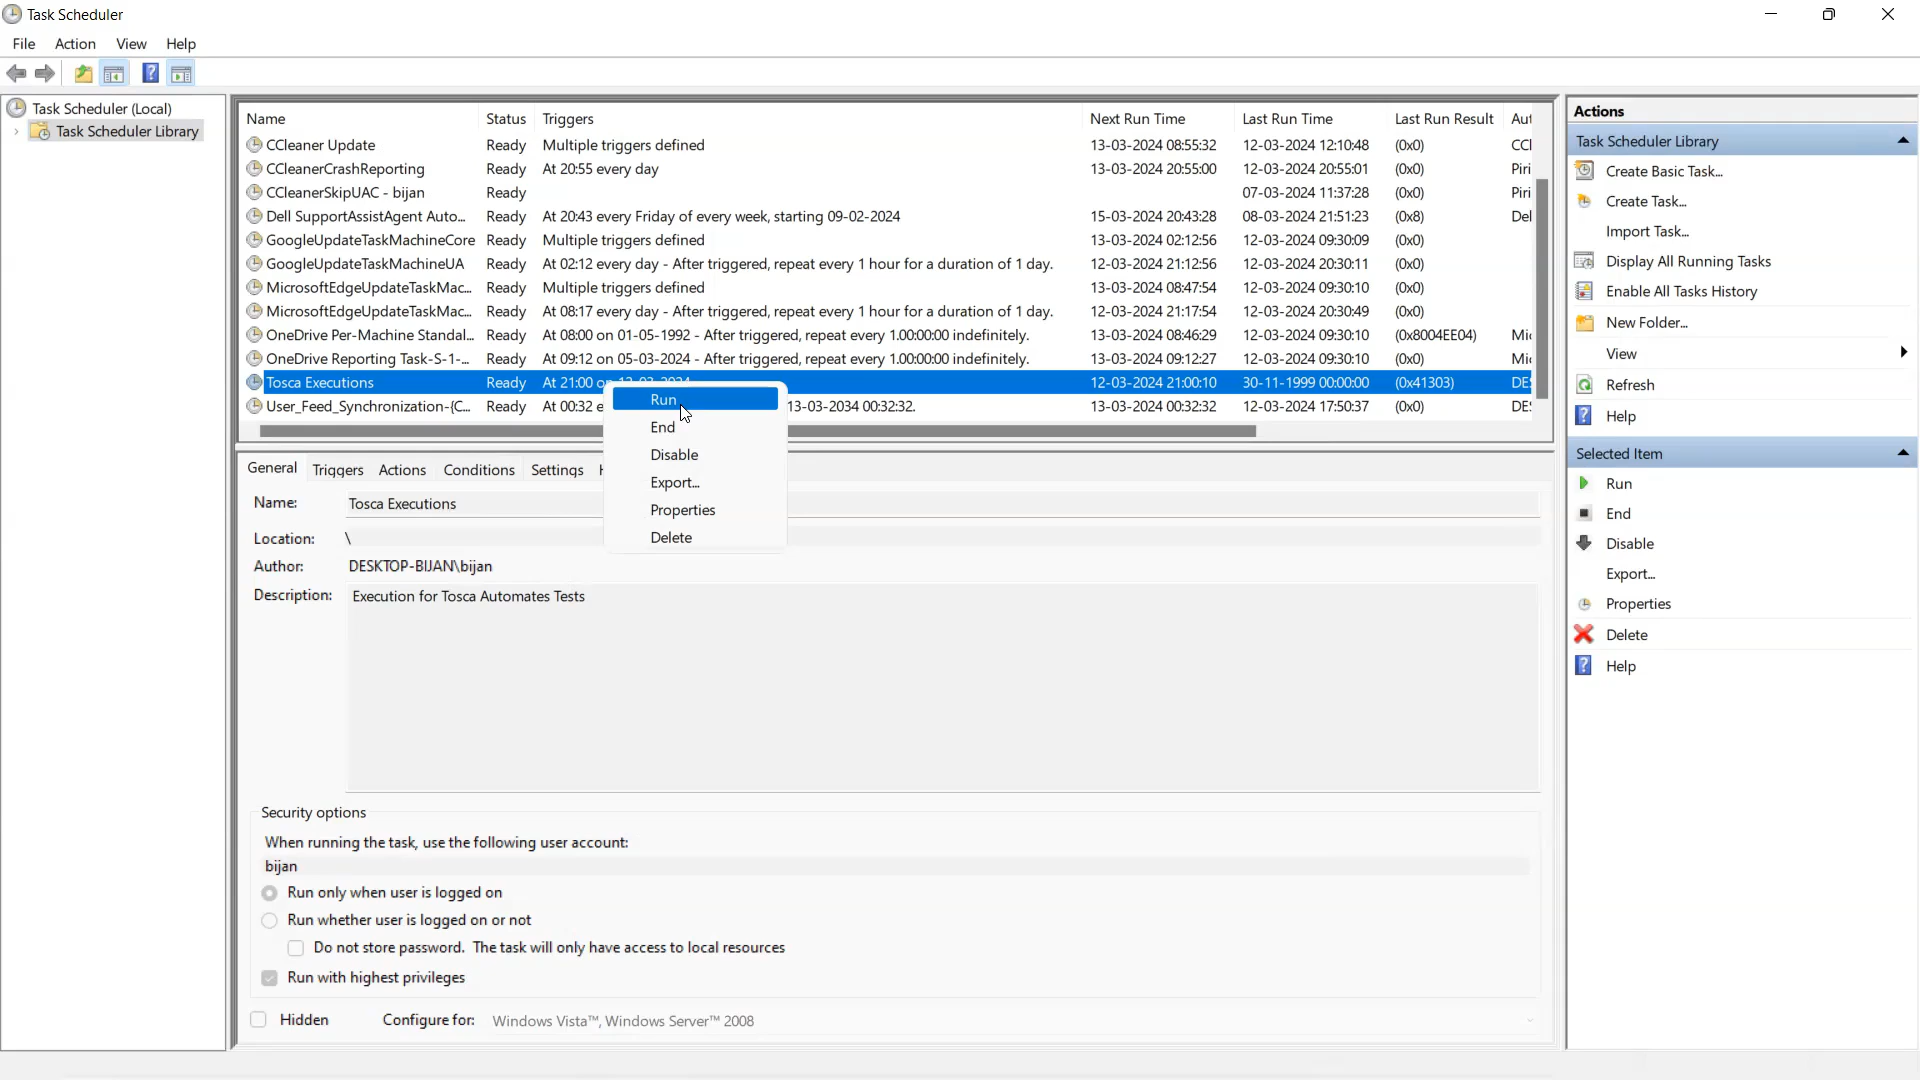 Task Scheduler
File Action View Help
Task Scheduler (Local)
Task Scheduler Library
Name Status Triggers Next Run Time Last Run Time Last Run Result Aut
CCleaner Update Ready Multiple triggers defined 13-03-2024 08:55:32 12-03-2024 12:10:48 (0x0) CCl
CCleanerCrashReporting Ready At 20:55 every day 13-03-2024 20:55:00 12-03-2024 20:55:01 (0x0) Piri
CCleanerSkipUAC - bijan Ready 07-03-2024 11:37:28 (0x0) Piri
Dell SupportAssistAgent Auto... Ready At 20:43 every Friday of every week, starting 09-02-2024 15-03-2024 20:43:28 08-03-2024 21:51:23 (0x8) Del
GoogleUpdateTaskMachineCore Ready Multiple triggers defined 13-03-2024 02:12:56 12-03-2024 09:30:09 (0x0)
GoogleUpdateTaskMachineUA Ready At 02:12 every day - After triggered, repeat every 1 hour for a duration of 1 day. 12-03-2024 21:12:56 12-03-2024 20:30:11 (0x0)
MicrosoftEdgeUpdateTaskMac... Ready Multiple triggers defined 13-03-2024 08:47:54 12-03-2024 09:30:10 (0x0)
MicrosoftEdgeUpdateTaskMac... Ready At 08:17 every day - After triggered, repeat every 1 hour for a duration of 1 day. 12-03-2024 21:17:54 12-03-2024 20:30:49 (0x0)
OneDrive Per-Machine Standal... Ready At 08:00 on 01-05-1992 - After triggered, repeat every 1.00:00:00 indefinitely. 13-03-2024 08:46:29 12-03-2024 09:30:10 (0x8004EE04) Mic
OneDrive Reporting Task-S-1-... Ready At 09:12 on 05-03-2024 - After triggered, repeat every 1.00:00:00 indefinitely. 13-03-2024 09:12:27 12-03-2024 09:30:10 (0x0) Mic
Tosca Executions Ready At 21:00 on 12-03-2024 12-03-2024 21:00:10 30-11-1999 00:00:00 (0x41303) DES
User_Feed_Synchronization-{C... Ready At 00:32 e 13-03-2034 00:32:32. 13-03-2024 00:32:32 12-03-2024 17:50:37 (0x0) DES
Run
End
Disable
Export...
Properties
Delete
General Triggers Actions Conditions Settings H
Name: Tosca Executions
Location: \
Author: DESKTOP-BIJAN\bijan
Description: Execution for Tosca Automates Tests
Security options
When running the task, use the following user account:
bijan
Run only when user is logged on
Run whether user is logged on or not
Do not store password. The task will only have access to local resources
Run with highest privileges
Hidden Configure for: Windows Vista™, Windows Server™ 2008
Actions
Task Scheduler Library
Create Basic Task...
Create Task...
Import Task...
Display All Running Tasks
Enable All Tasks History
New Folder...
View
Refresh
Help
Selected Item
Run
End
Disable
Export...
Properties
Delete
Help